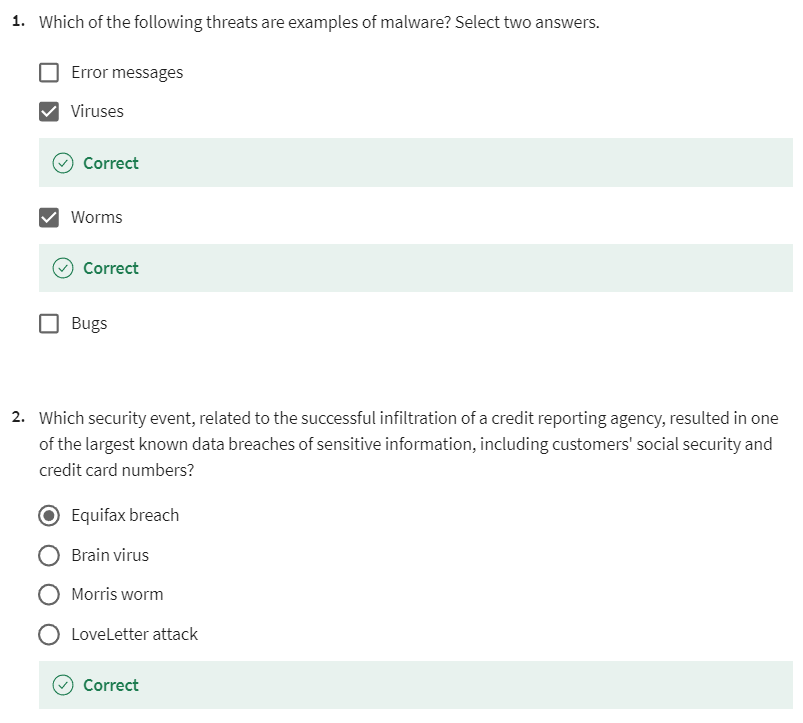 1. Which of the following threats are examples of malware? Select two answers.
Error messages
Viruses
Correct
Worms
Correct
Bugs
2. Which security event, related to the successful infiltration of a credit reporting agency, resulted in one
of the largest known data breaches of sensitive information, including customers' social security and
credit card numbers?
Equifax breach
Brain virus
Morris worm
LoveLetter attack
Correct